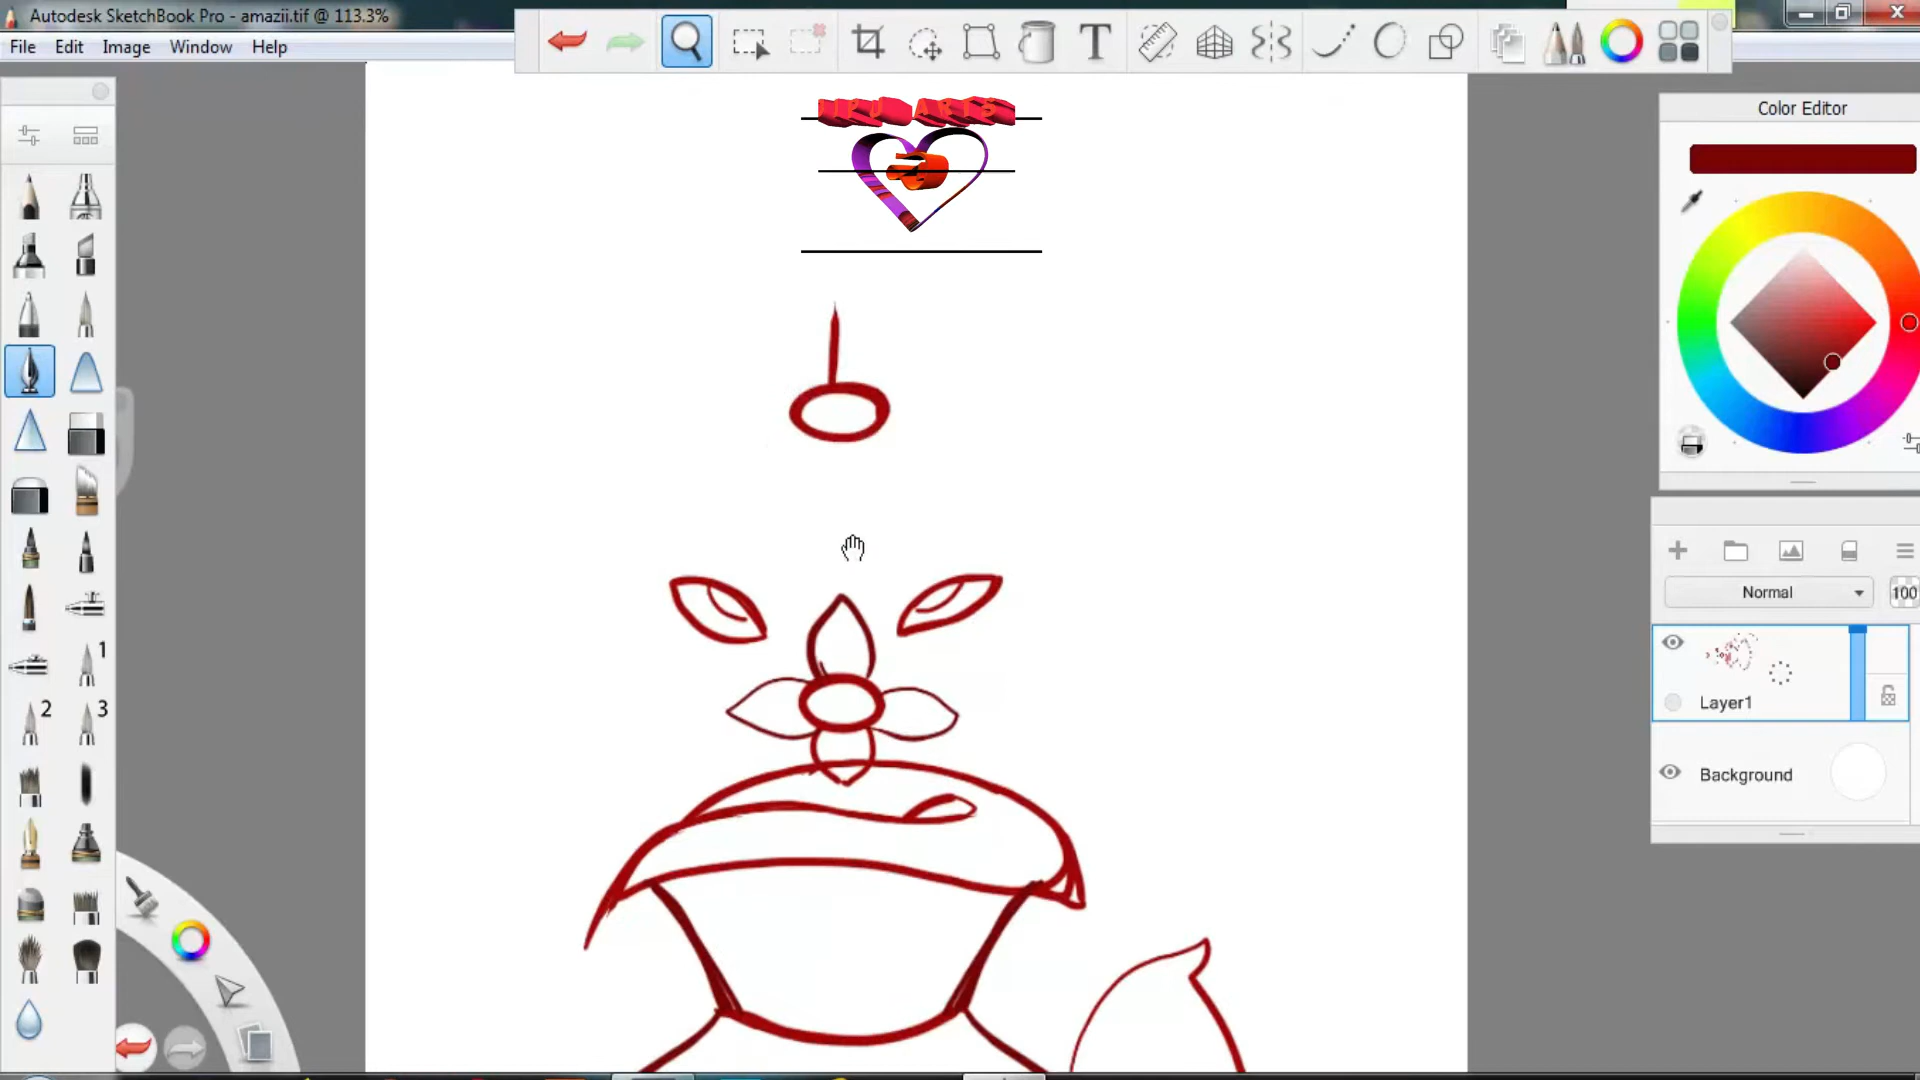 Autodesk SketchBook Pro - amazii.tif @ 113.3%
File Edit Image Window Help
T
Color Editor
ARTS
Normal 100
1
2 3
Layer1
Background